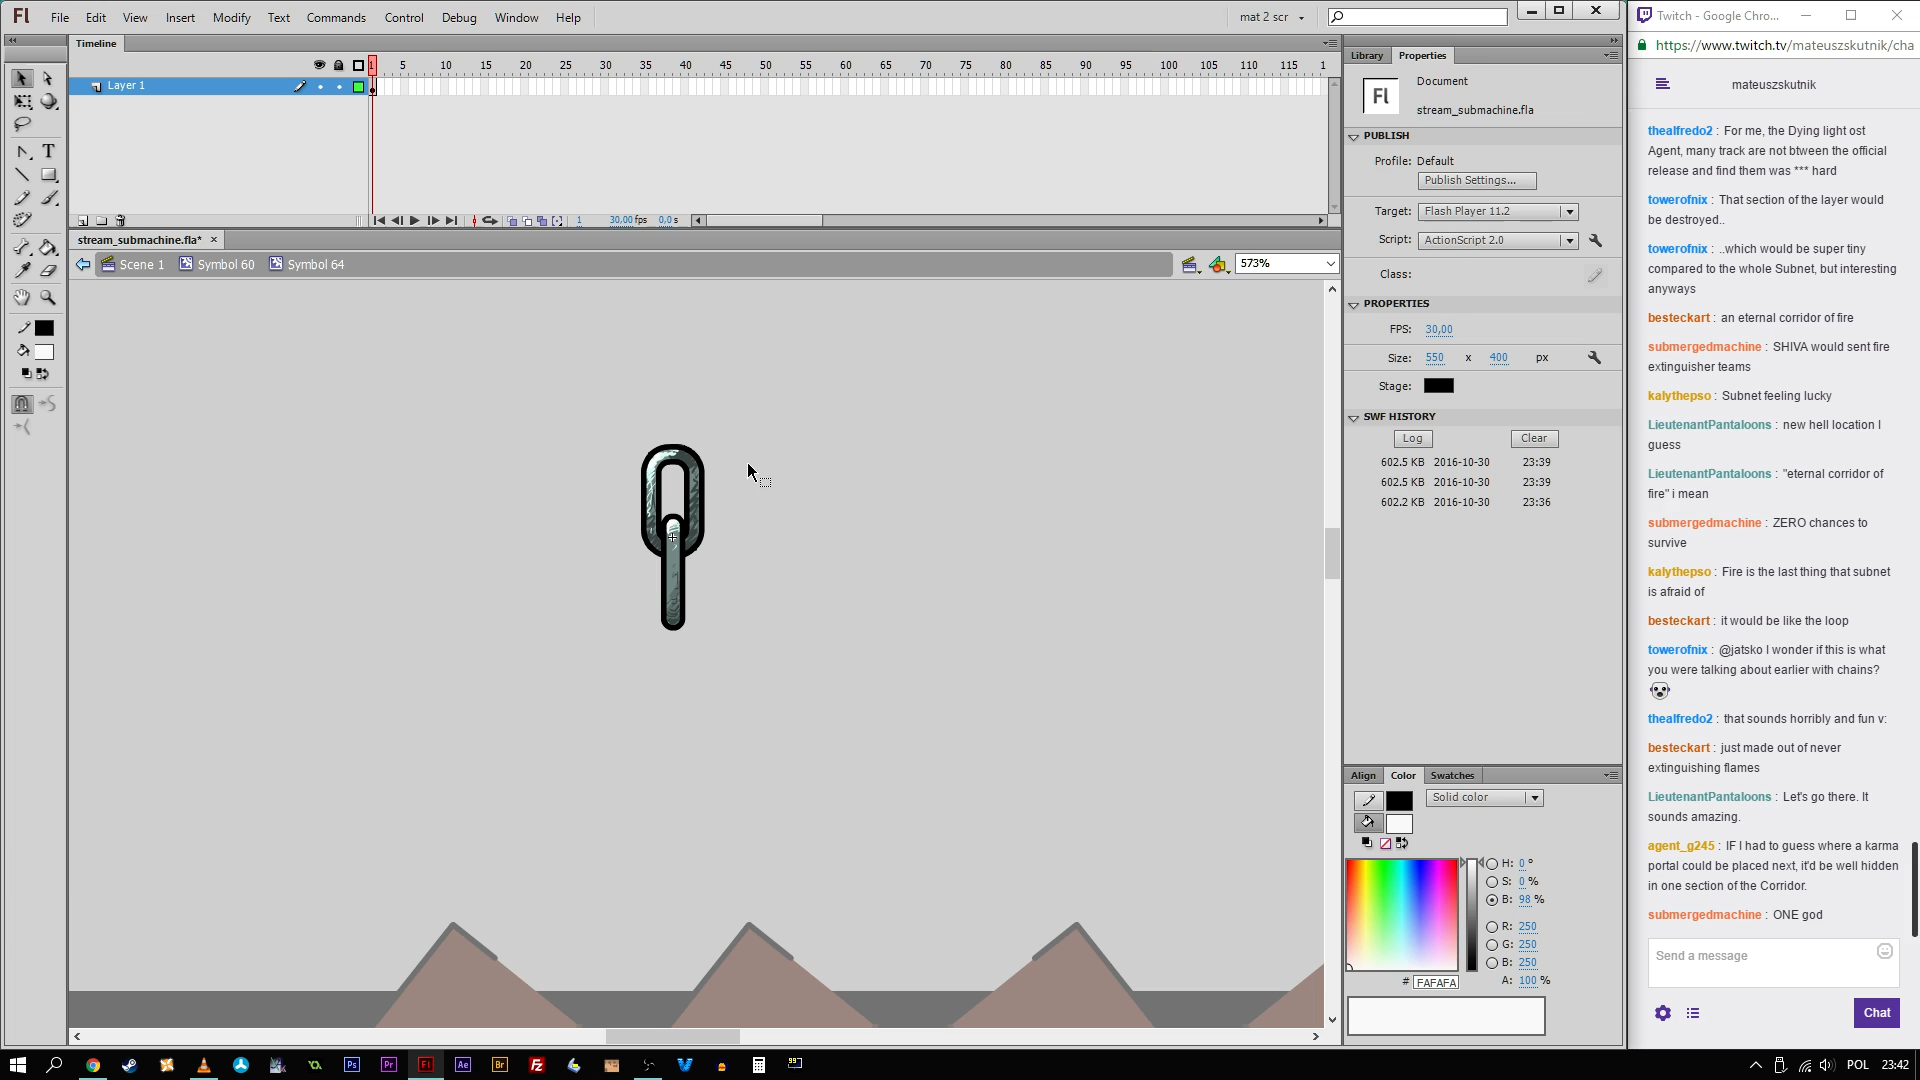 Fl File Edit View Insert Modify Text Commands Control Debug Window Help mat 2 scr
Timeline
1 5 10 15 20 25 30 35 40 45 50 55 60 65 70 75 80 85 90 95 100 105 110 115 1
Layer 1
1 30,00 fps 0,0 s
stream_submachine.fla*
Scene 1 Symbol 60 Symbol 64 573%
Library Properties
Document
Fl
stream_submachine.fla
PUBLISH
Profile: Default
Publish Settings...
Target: Flash Player 11.2
Script: ActionScript 2.0
Class:
PROPERTIES
FPS: 30,00
Size: 550 x 400 px
Stage:
SWF HISTORY
Log Clear
602.5 KB 2016-10-30 23:39
602.5 KB 2016-10-30 23:39
602.2 KB 2016-10-30 23:36
Align Color Swatches
Solid color
H: 0 °
S: 0 %
B: 98 %
R: 250
G: 250
B: 250
# FAFAFA A: 100 %
Twitch - Google Chro...
https://www.twitch.tv/mateuszskutnik/cha
mateuszskutnik
thealfredo2 : For me, the Dying light ost
Agent, many track are not btween the official
release and find them was *** hard
towerofnix : That section of the layer would
be destroyed..
towerofnix : ..which would be super tiny
compared to the whole Subnet, but interesting
anyways
besteckart : an eternal corridor of fire
submergedmachine : SHIVA would sent fire
extinguisher teams
kalythepso : Subnet feeling lucky
LieutenantPantaloons : new hell location I
guess
LieutenantPantaloons : "eternal corridor of
fire" i mean
submergedmachine : ZERO chances to
survive
kalythepso : Fire is the last thing that subnet
is afraid of
besteckart : it would be like the loop
towerofnix : @jatsko I wonder if this is what
you were talking about earlier with chains?
thealfredo2 : that sounds horribly and fun v:
besteckart : just made out of never
extinguishing flames
LieutenantPantaloons : Let's go there. It
sounds amazing.
agent_g245 : IF I had to guess where a karma
portal could be placed next, it'd be well hidden
in one section of the Corridor.
submergedmachine : ONE god
Send a message
Chat
Ps Pr Fl Ae Br Fz POL 23:42